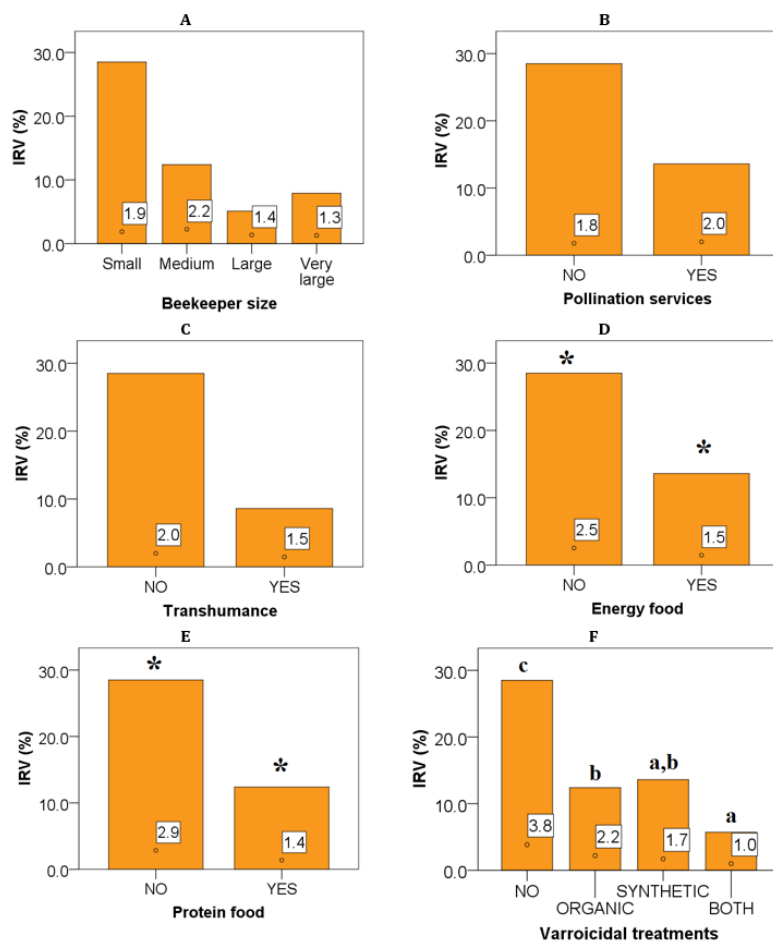 A
IRV (%)
30.0
20.0
10.0
0.0
1.9
2.2
1.4
1.3
Small
Medium
Large
Very
large
Beekeeper size
B
IRV (%)
30.0
20.0
10.0
0.0
1.8
2.0
NO
YES
Pollination services
C
IRV (%)
30.0
20.0
10.0
0.0
2.0
1.5
NO
YES
Transhumance
D
IRV (%)
30.0
20.0
10.0
0.0
*
*
2.5
1.5
NO
YES
Energy food
E
IRV (%)
30.0
20.0
10.0
0.0
*
*
2.9
1.4
NO
YES
Protein food
F
IRV (%)
30.0
20.0
10.0
0.0
c
b
a,b
a
3.8
2.2
1.7
1.0
NO
ORGANIC
SYNTHETIC
BOTH
Varroicidal treatments